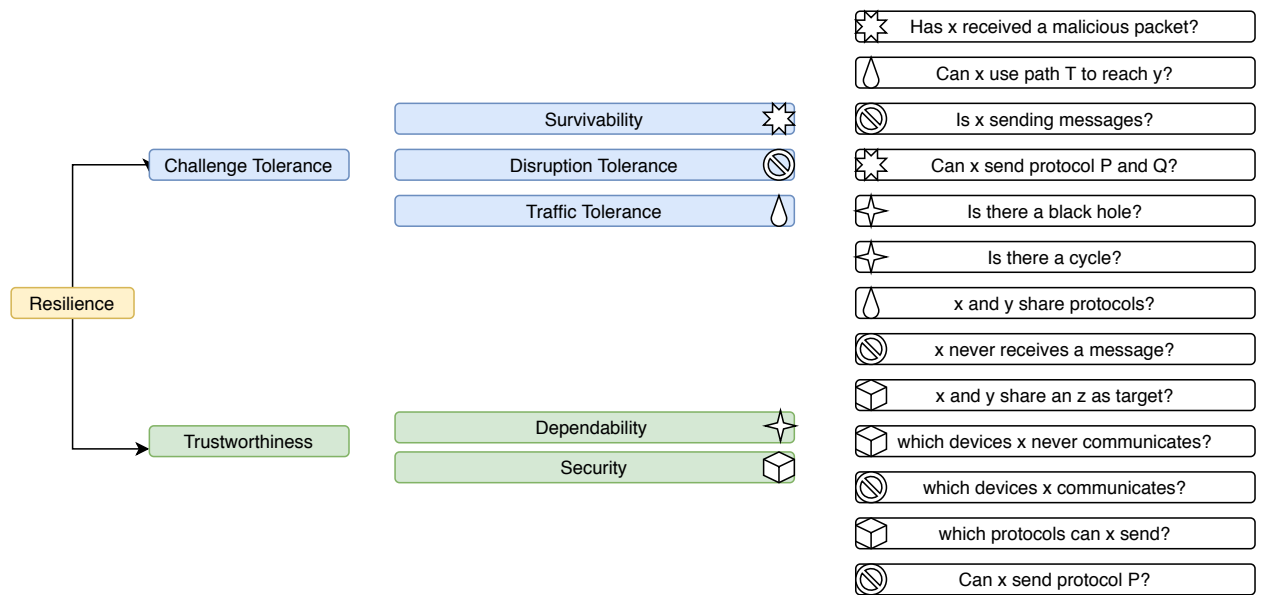 Resilience
Challenge Tolerance
Trustworthiness
Survivability
Disruption Tolerance
Traffic Tolerance
Dependability
Security
Has x received a malicious packet?
Can x use path T to reach y?
Is x sending messages?
Can x send protocol P and Q?
Is there a black hole?
Is there a cycle?
x and y share protocols?
x never receives a message?
x and y share an z as target?
which devices x never communicates?
which devices x communicates?
which protocols can x send?
Can x send protocol P?